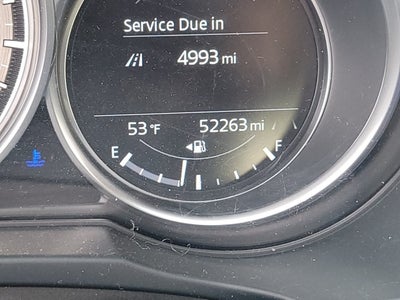 Service Due in
4993 mi
53 °F 52263 mi
E F